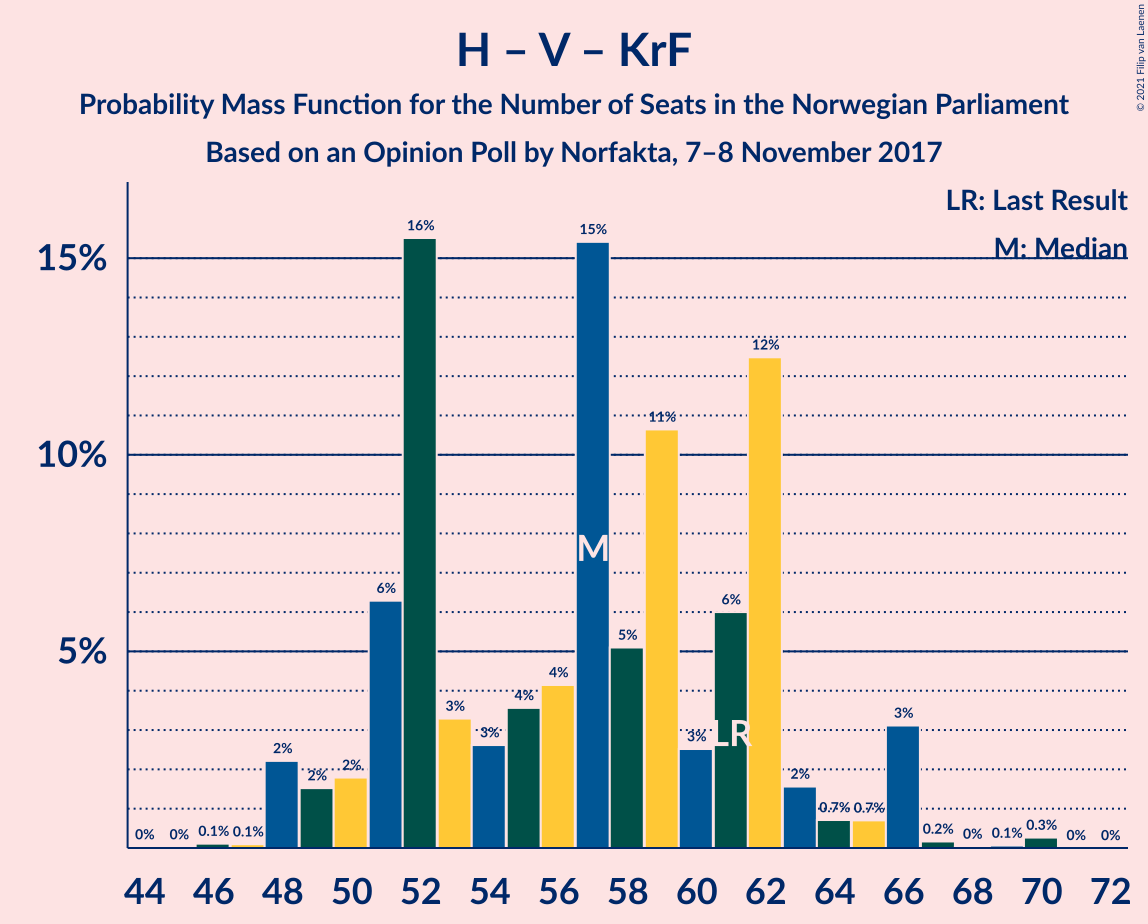 H – V – KrF
Probability Mass Function for the Number of Seats in the Norwegian Parliament
Based on an Opinion Poll by Norfakta, 7–8 November 2017
© 2021 Filip van Laenen
LR: Last Result
M: Median
15%
10%
5%
0% 0% 0.1% 0.1% 2% 2% 2% 6% 16% 3% 3% 4% 4% 15% 5% 11% 3% 6% 12% 2% 0.7% 0.7% 3% 0.2% 0% 0.1% 0.3% 0% 0%
M
LR
44 46 48 50 52 54 56 58 60 62 64 66 68 70 72